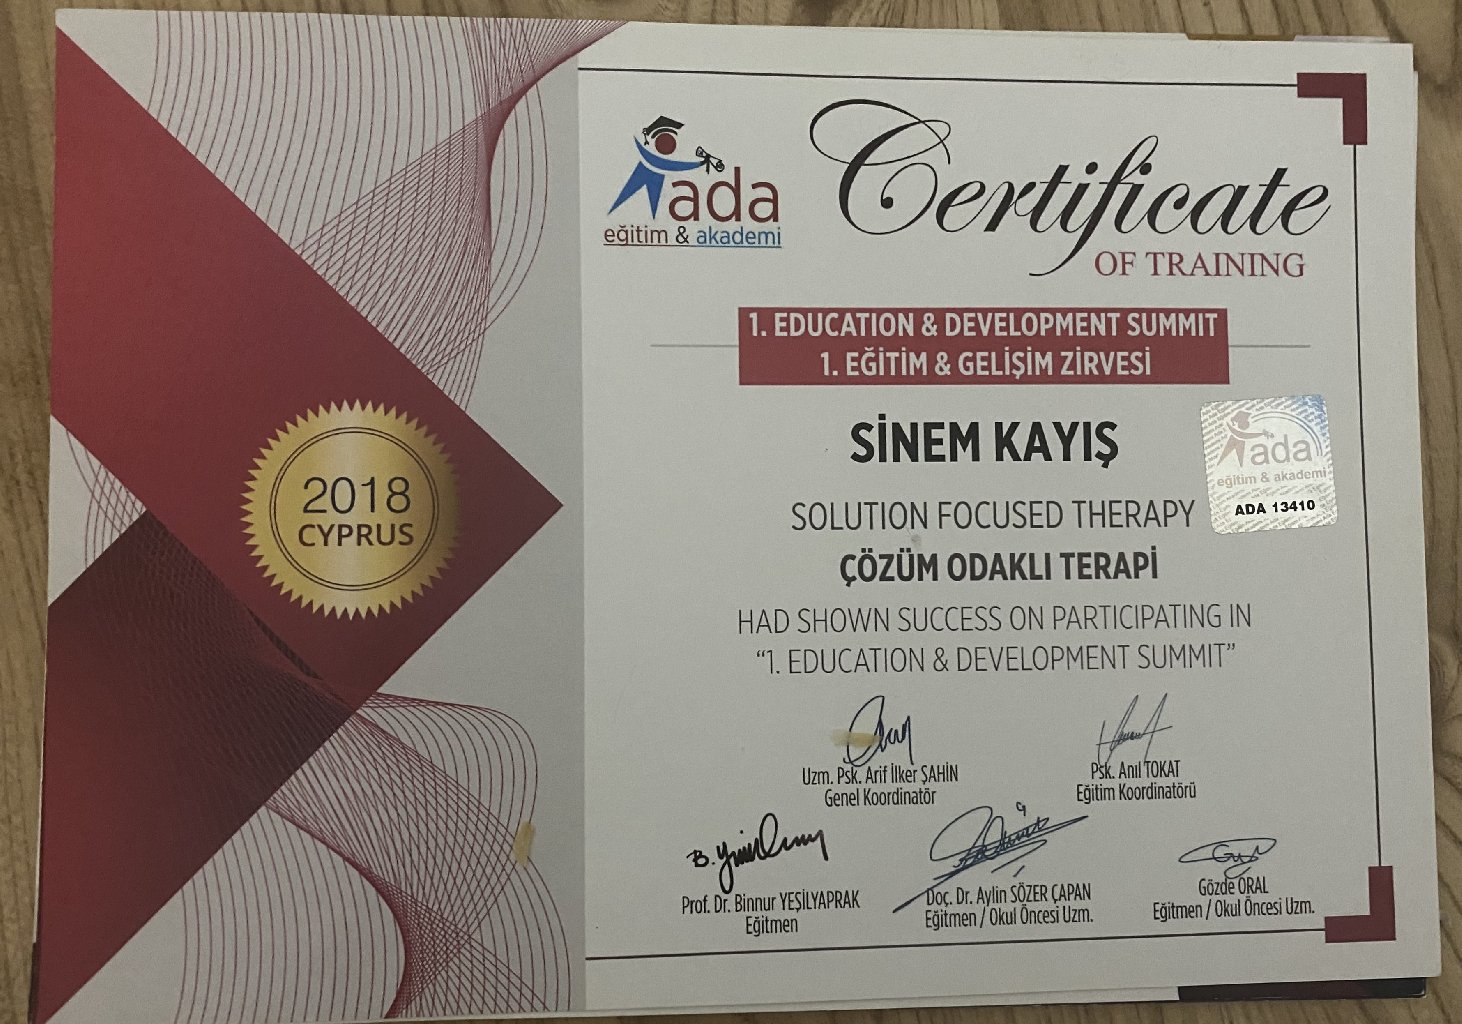 ada
eğitim & akademi
Certificate
OF TRAINING
1. EDUCATION & DEVELOPMENT SUMMIT
1. EĞİTİM & GELİŞİM ZİRVESİ
2018
CYPRUS
SİNEM KAYIŞ
ada
eğitim & akademi
ADA 13410
SOLUTION FOCUSED THERAPY
ÇÖZÜM ODAKLI TERAPİ
HAD SHOWN SUCCESS ON PARTICIPATING IN
“1. EDUCATION & DEVELOPMENT SUMMIT”
Uzm. Psk. Arif İlker ŞAHİN
Genel Koordinatör
Psk. Anıl TOKAT
Eğitim Koordinatörü
Prof. Dr. Binnur YEŞİLYAPRAK
Eğitmen
Doç. Dr. Aylin SÖZER ÇAPAN
Eğitmen / Okul Öncesi Uzm.
Gözde ORAL
Eğitmen / Okul Öncesi Uzm.